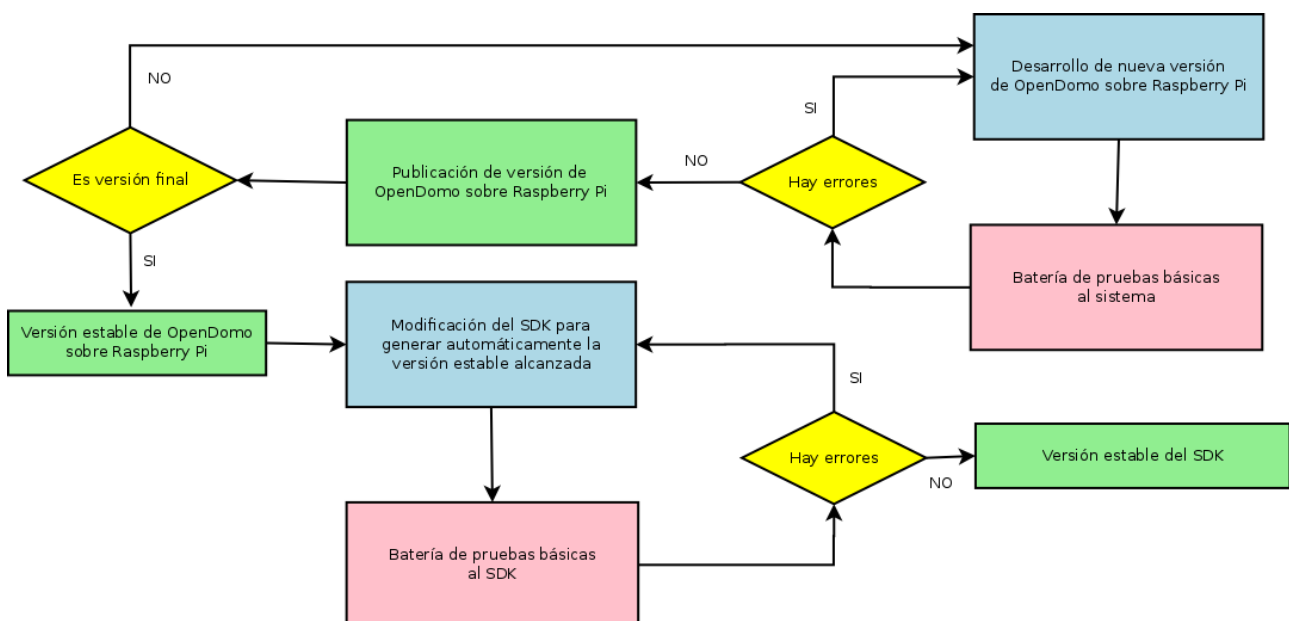 NO
Desarrollo de nueva versión
de OpenDomo sobre Raspberry Pi
SI
Es versión final
Publicación de versión de
OpenDomo sobre Raspberry Pi
NO
Hay errores
SI
Batería de pruebas básicas
al sistema
Versión estable de OpenDomo
sobre Raspberry Pi
Modificación del SDK para
generar automáticamente la
versión estable alcanzada
SI
Hay errores
NO
Versión estable del SDK
Batería de pruebas básicas
al SDK